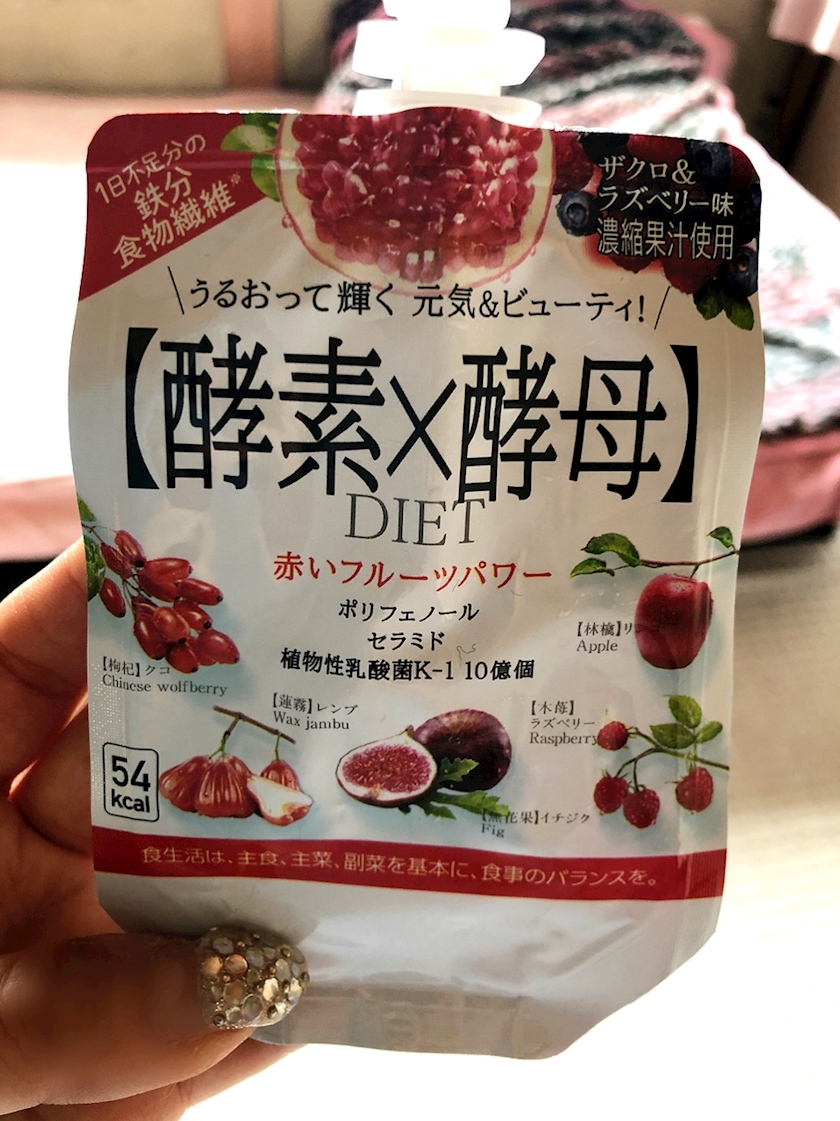 1日不足分の
鉄分
食物繊維※
ザクロ&
ラズベリー味
濃縮果汁使用
\うるおって輝く 元気&ビューティ!/
【酵素×酵母】
DIET
赤いフルーツパワー
ポリフェノール
セラミド
植物性乳酸菌K-1 10億個
【枸杞】クコ
Chinese wolfberry
【林檎】リンゴ
Apple
【蓮霧】レンブ
Wax jambu
【木苺】
ラズベリー
Raspberry
【無花果】イチジク
Fig
54
kcal
食生活は、主食、主菜、副菜を基本に、食事のバランスを。